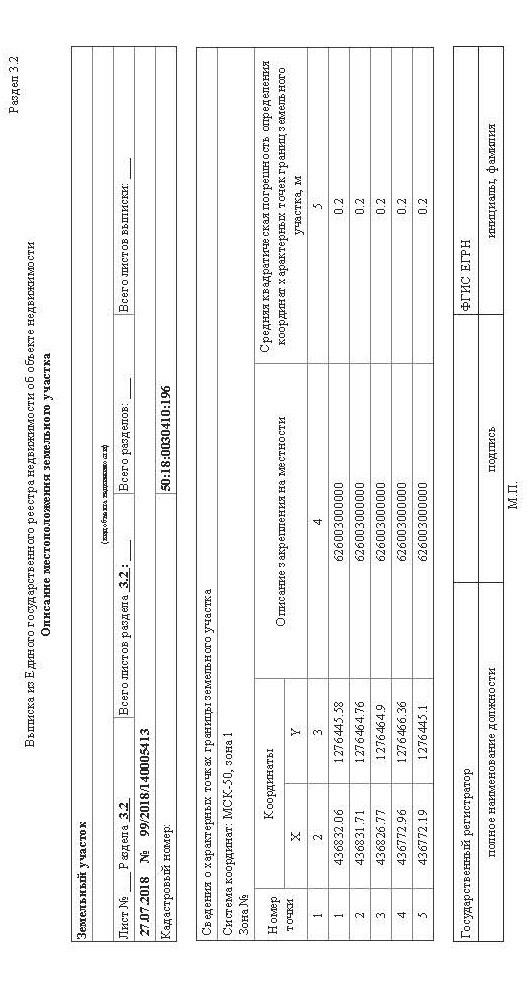 Раздел 3.2
Выписка из Единого государственного реестра недвижимости об объекте недвижимости
Описание местоположения земельного участка
Земельный участок
(вид объекта недвижимости)
Лист № ___ Раздела 3.2 Всего листов раздела 3.2 : Всего разделов: ___ Всего листов выписки: ___
27.07.2018 № 99/2018/140005413
Кадастровый номер: 50:18:0030410:196
Сведения о характерных точках границы земельного участка
Система координат: МСК-50, зона 1
Зона №
Номер точки Координаты Описание закрепления на местности Средняя квадратическая погрешность определения координат характерных точек границ земельного участка, м
X Y
1 2 3 4 5
1 436832.06 1276445.58 626003000000 0.2
2 436831.71 1276464.76 626003000000 0.2
3 436826.77 1276464.9 626003000000 0.2
4 436772.96 1276466.36 626003000000 0.2
5 436772.19 1276445.1 626003000000 0.2
Государственный регистратор ФГИС ЕГРН
полное наименование должности подпись инициалы, фамилия
М.П.